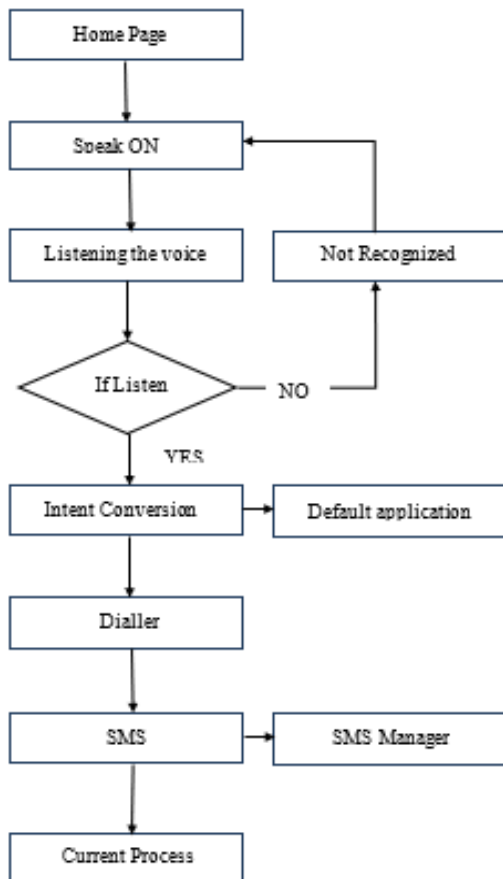 Home Page
Speak ON
Listening the voice
Not Recognized
If Listen
NO
YES
Intent Conversion
Default application
Dialler
SMS
SMS Manager
Current Process